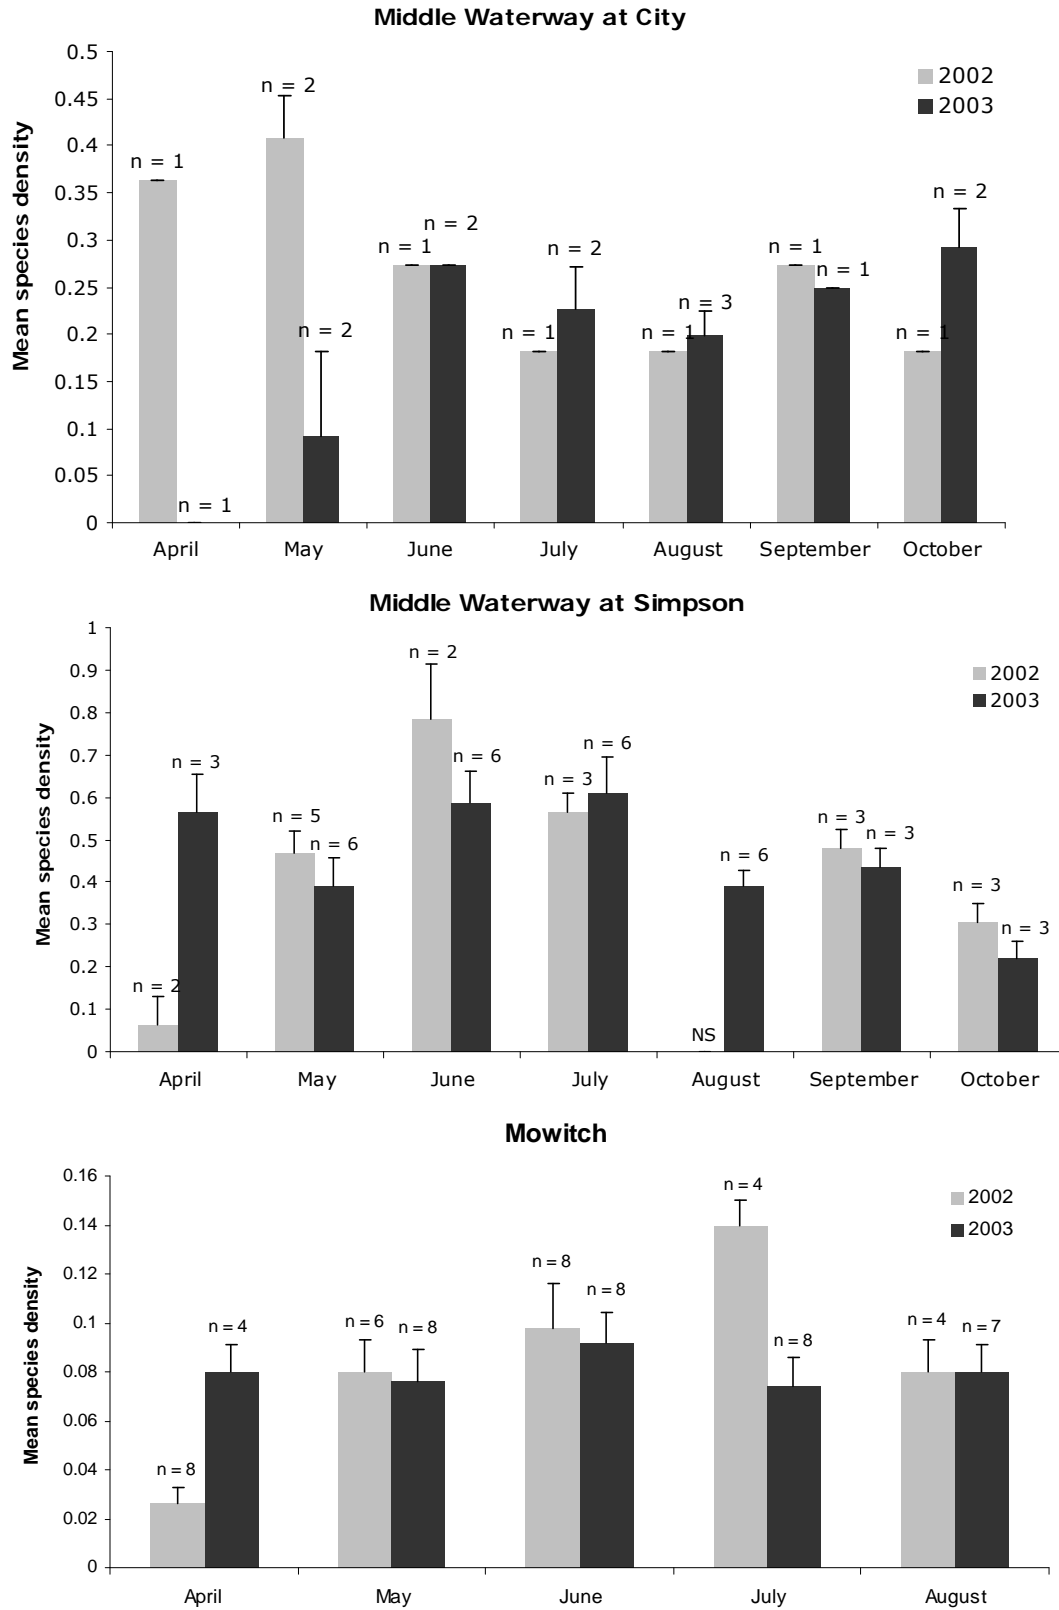 Middle Waterway at City
0.5
0.45
0.4
0.35
0.3
0.25
0.2
0.15
0.1
0.05
0
Mean species density
2002
2003
n = 1
n = 1
n = 2
n = 2
n = 1
n = 2
n = 1
n = 2
n = 1
n = 3
n = 1
n = 1
n = 1
n = 2
April May June July August September October
Middle Waterway at Simpson
1
0.9
0.8
0.7
0.6
0.5
0.4
0.3
0.2
0.1
0
Mean species density
2002
2003
n = 2
n = 3
n = 5
n = 6
n = 2
n = 6
n = 3
n = 6
NS
n = 6
n = 3
n = 3
n = 3
n = 3
April May June July August September October
Mowitch
0.16
0.14
0.12
0.1
0.08
0.06
0.04
0.02
0
Mean species density
2002
2003
n = 8
n = 4
n = 6
n = 8
n = 8
n = 8
n = 4
n = 8
n = 4
n = 7
April May June July August